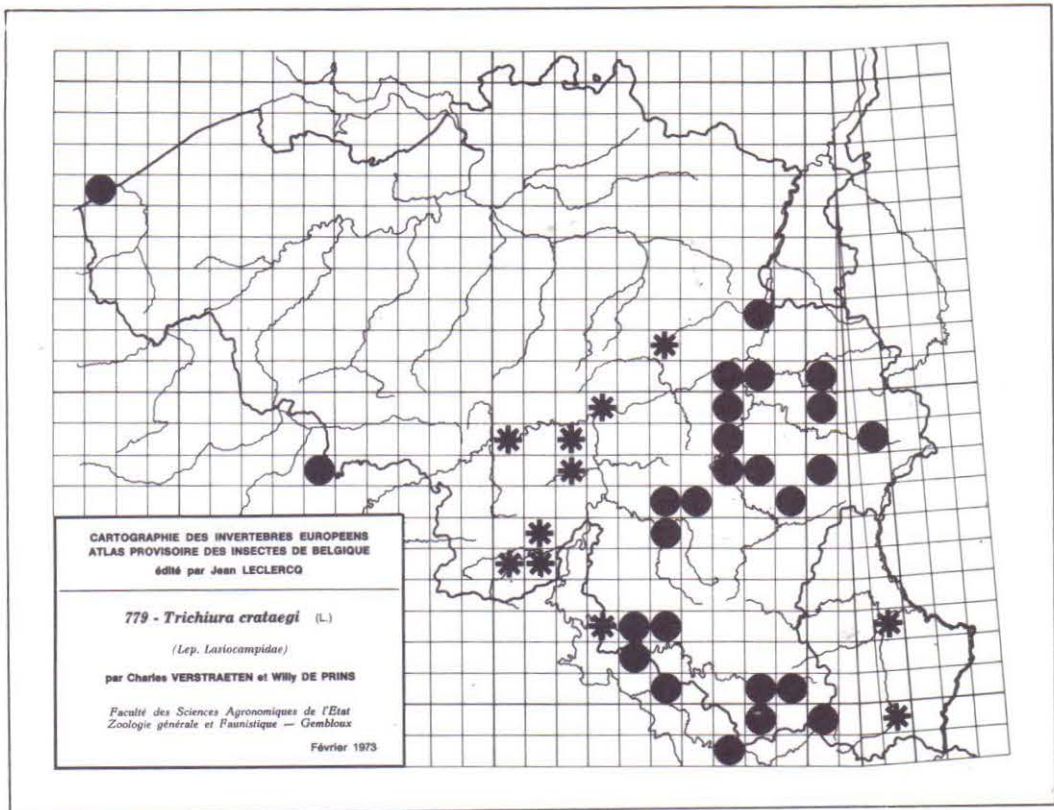 CARTOGRAPHIE DES INVERTEBRES EUROPEENS
ATLAS PROVISOIRE DES INSECTES DE BELGIQUE
édité par Jean LECLERCQ
779 - Trichiura crataegi (L.)
(Lep. Lasiocampidae)
par Charles VERSTRAETEN et Willy DE PRINS
Faculté des Sciences Agronomiques de l'Etat
Zoologie générale et Faunistique — Gembloux
Février 1973